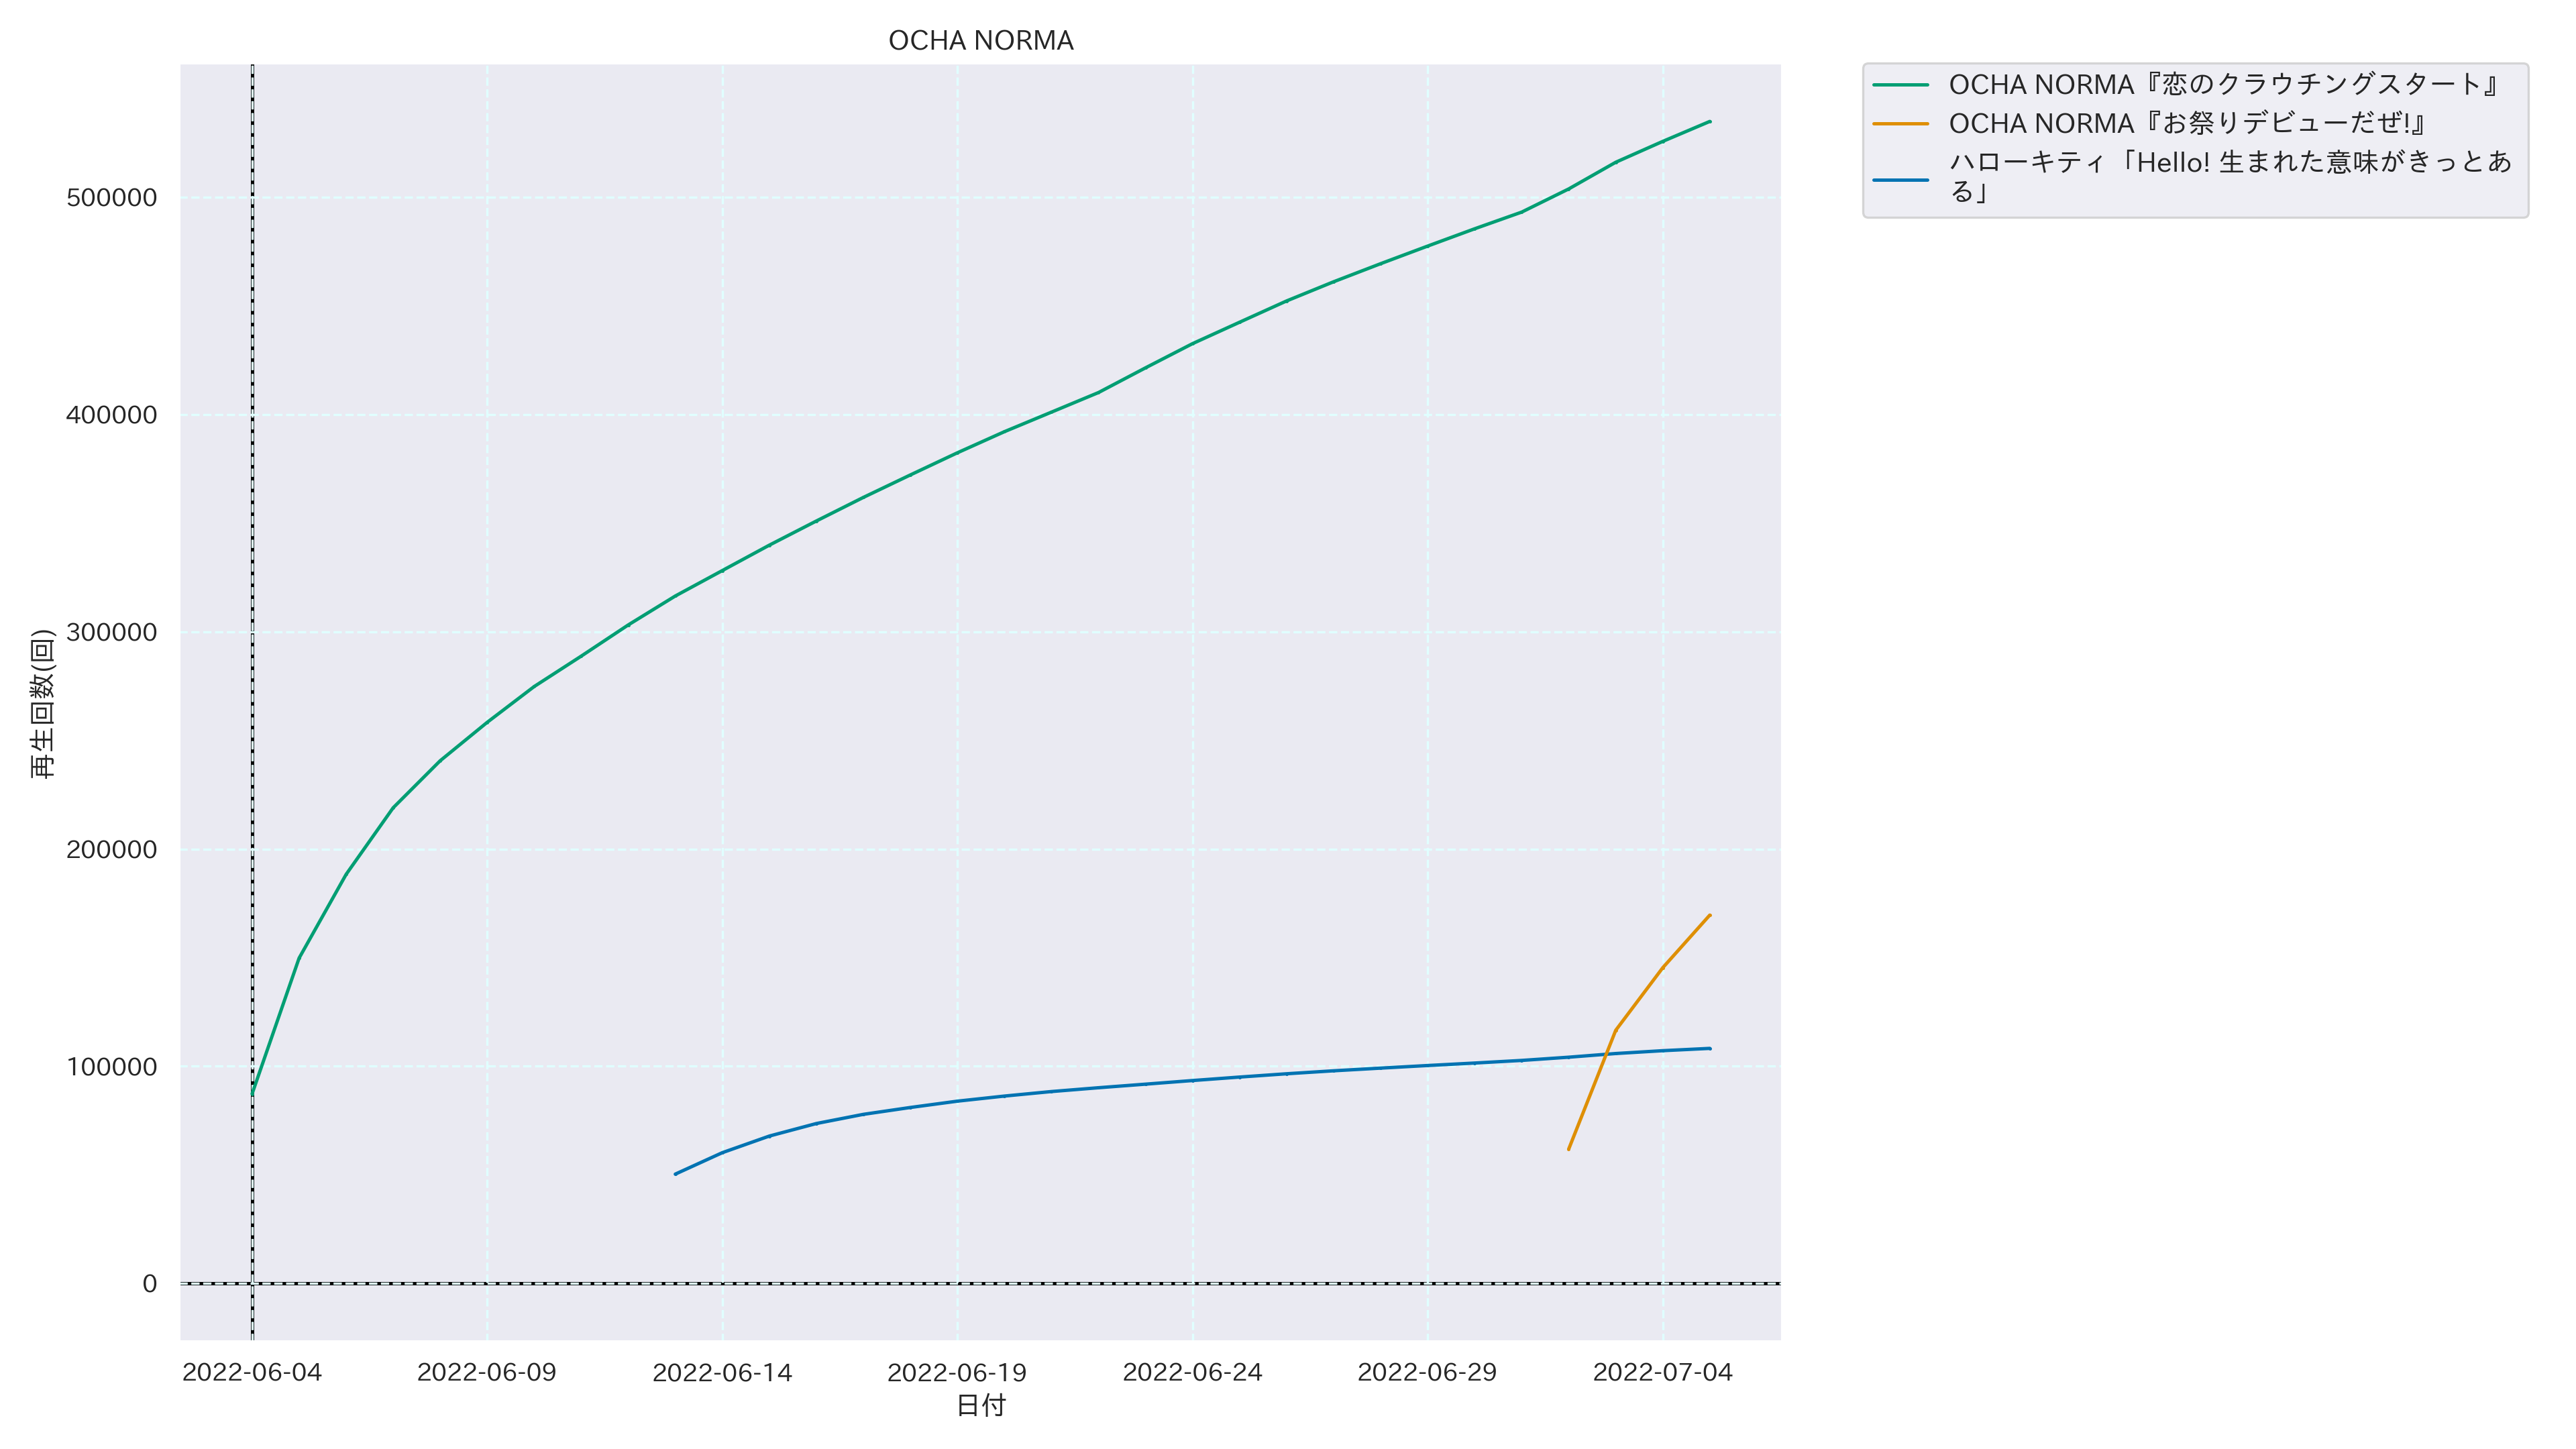 OCHA NORMA
OCHA NORMA『恋のクラウチングスタート』
OCHA NORMA『お祭りデビューだぜ!』
ハローキティ「Hello! 生まれた意味がきっとあ
る」
再生回数(回)
500000
400000
300000
200000
100000
0
2022-06-04
2022-06-09
2022-06-14
2022-06-19
2022-06-24
2022-06-29
2022-07-04
日付